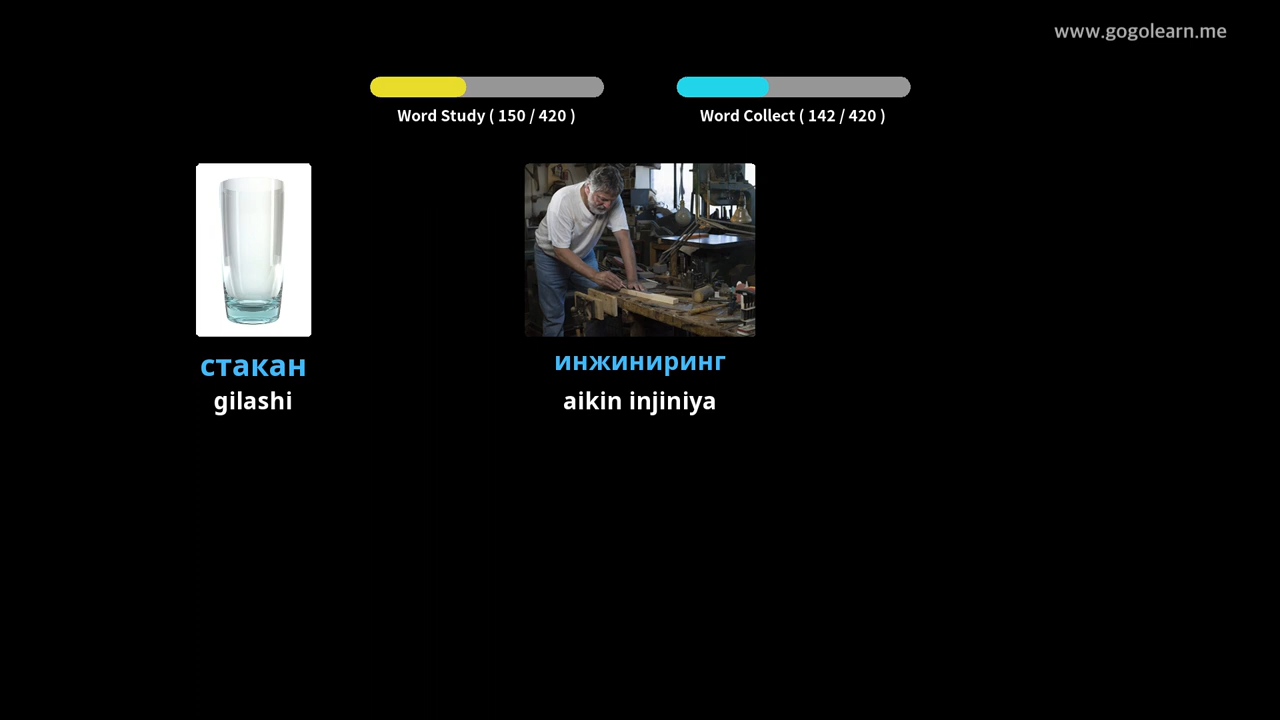 www.gogolearn.me
Word Study ( 150 / 420 )
Word Collect ( 142 / 420 )
стакан
gilashi
инжиниринг
aikin injiniya